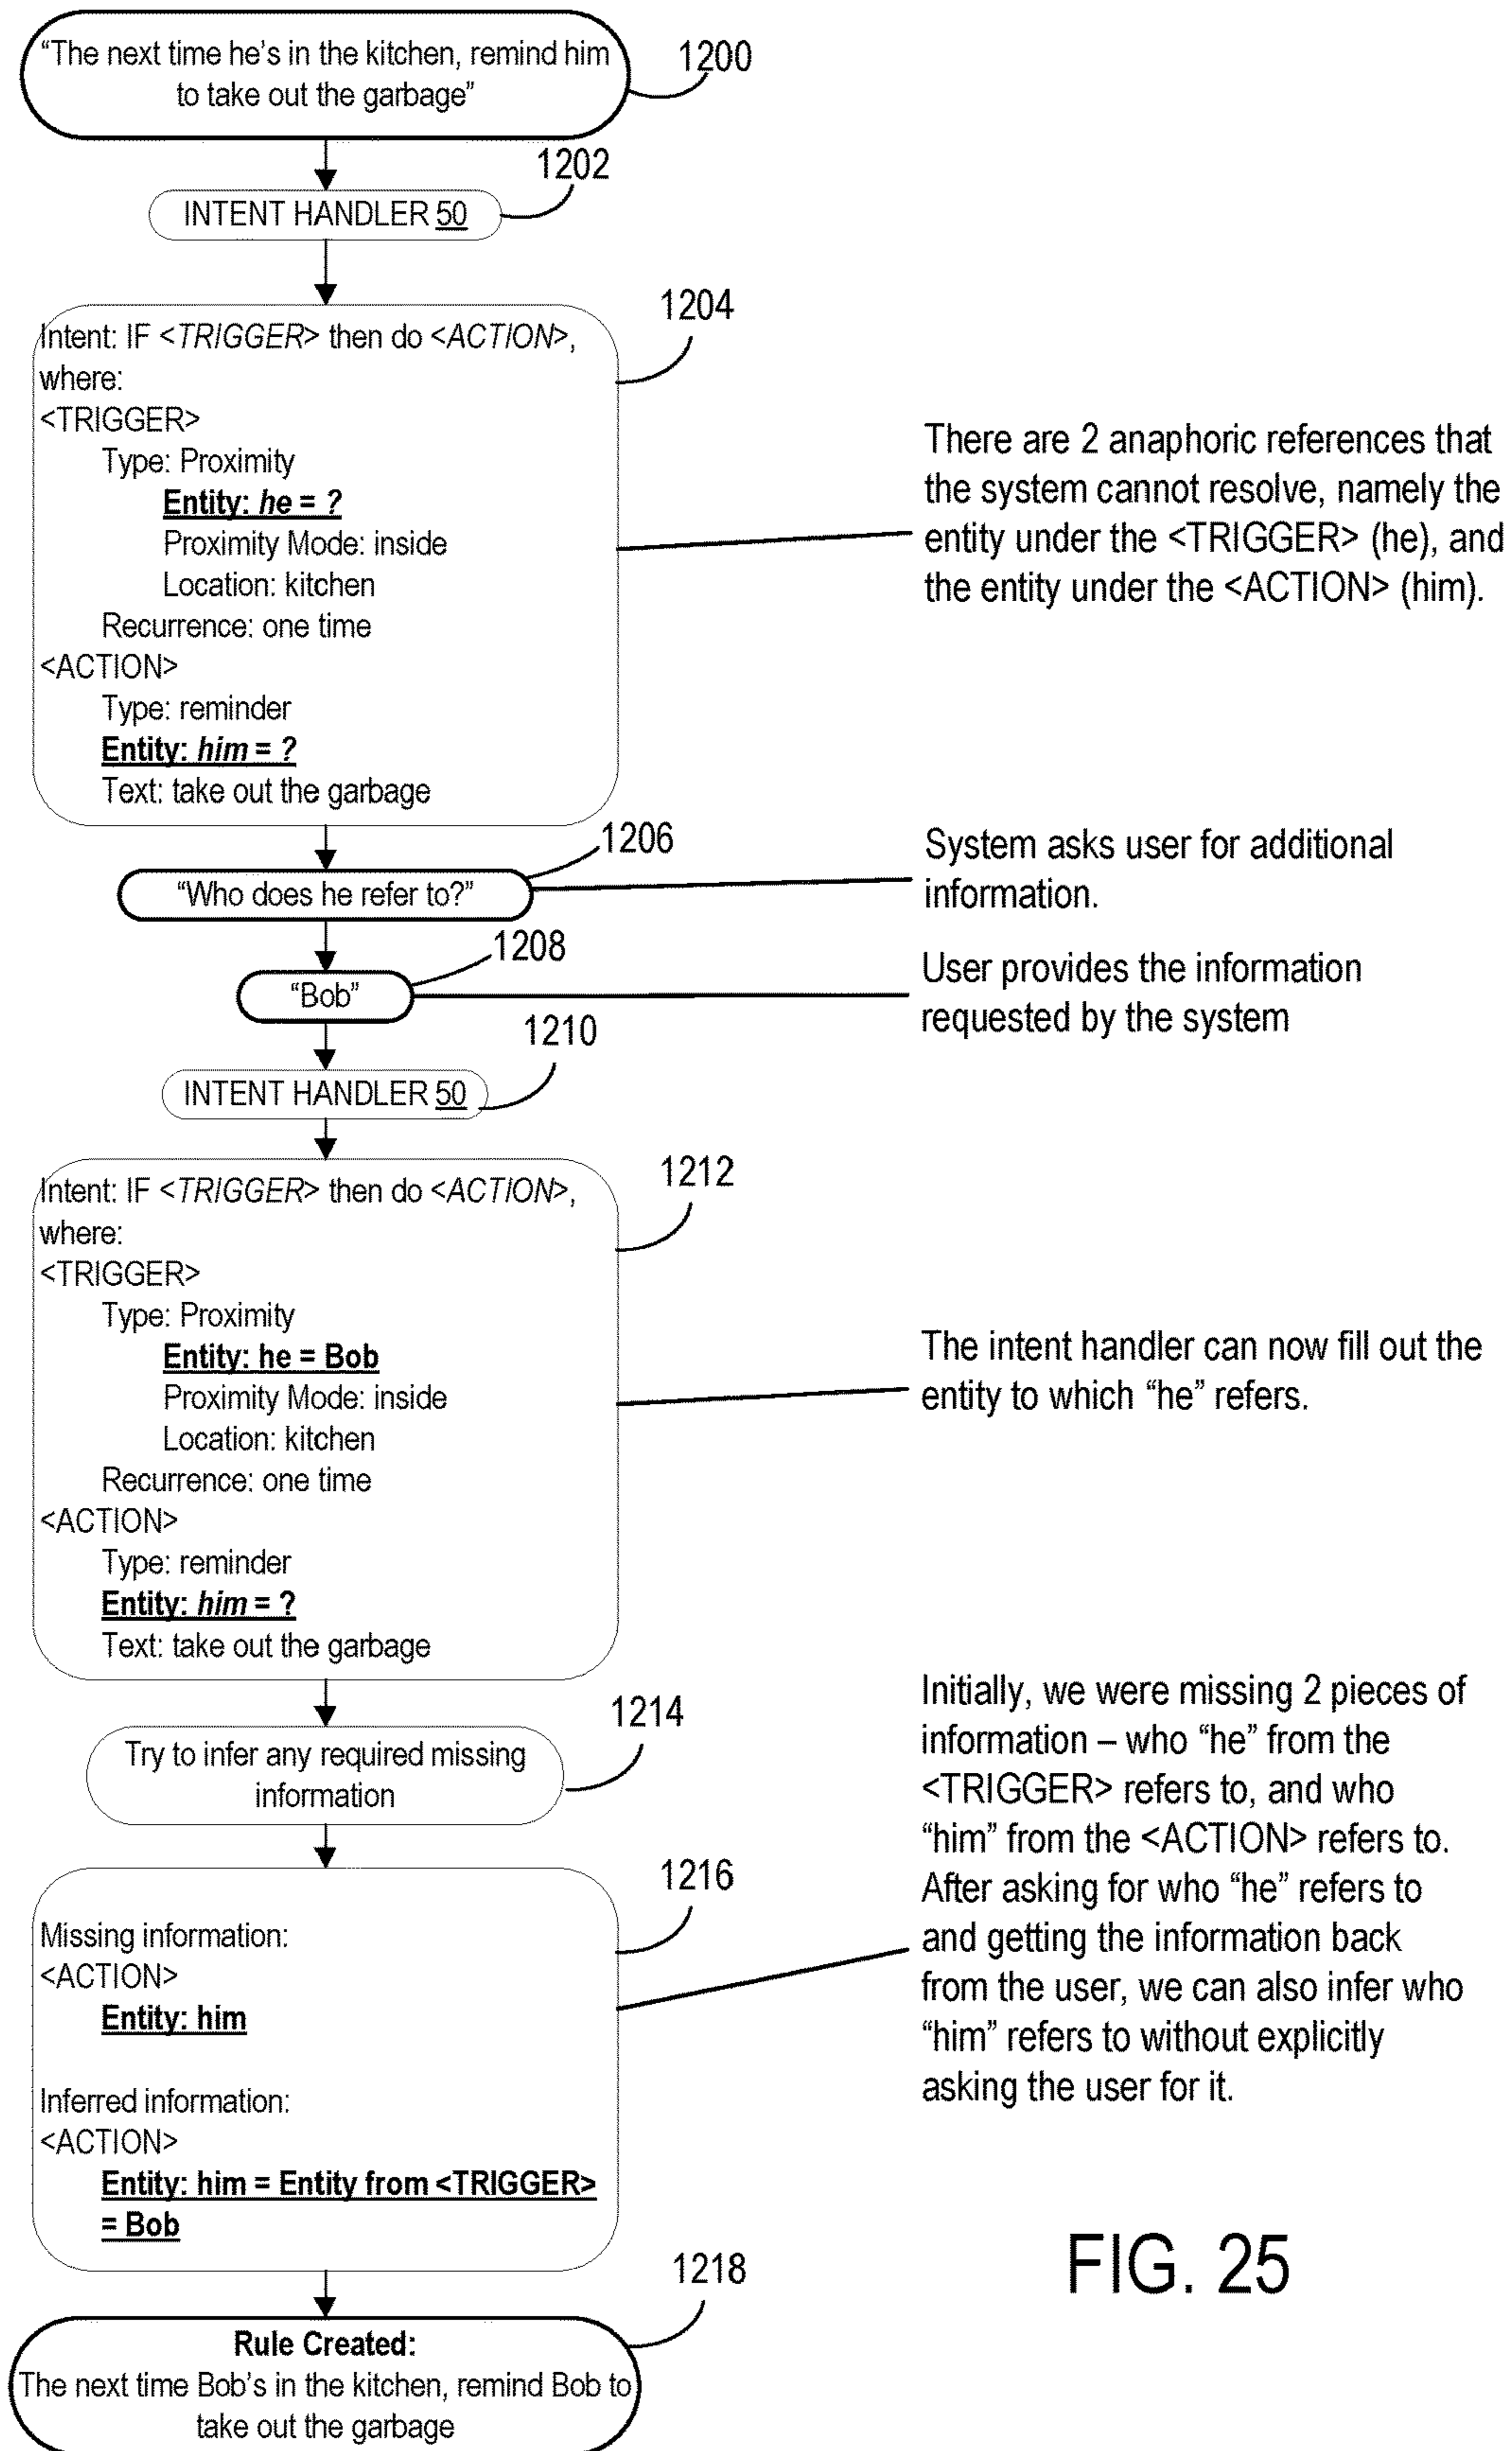 “The next time he’s in the kitchen, remind him
to take out the garbage”
1200
1202
INTENT HANDLER 50
1204
Intent: IF <TRIGGER> then do <ACTION>,
where:
<TRIGGER>
Type: Proximity
Entity: he = ?
Proximity Mode: inside
Location: kitchen
Recurrence: one time
<ACTION>
Type: reminder
Entity: him = ?
Text: take out the garbage
There are 2 anaphoric references that
the system cannot resolve, namely the
entity under the <TRIGGER> (he), and
the entity under the <ACTION> (him).
1206
“Who does he refer to?”
System asks user for additional
information.
1208
“Bob”
User provides the information
requested by the system
1210
INTENT HANDLER 50
1212
Intent: IF <TRIGGER> then do <ACTION>,
where:
<TRIGGER>
Type: Proximity
Entity: he = Bob
Proximity Mode: inside
Location: kitchen
Recurrence: one time
<ACTION>
Type: reminder
Entity: him = ?
Text: take out the garbage
The intent handler can now fill out the
entity to which “he” refers.
1214
Try to infer any required missing
information
1216
Missing information:
<ACTION>
Entity: him
Inferred information:
<ACTION>
Entity: him = Entity from <TRIGGER>
= Bob
Initially, we were missing 2 pieces of
information – who “he” from the
<TRIGGER> refers to, and who
“him” from the <ACTION> refers to.
After asking for who “he” refers to
and getting the information back
from the user, we can also infer who
“him” refers to without explicitly
asking the user for it.
1218
Rule Created:
The next time Bob’s in the kitchen, remind Bob to
take out the garbage
FIG. 25